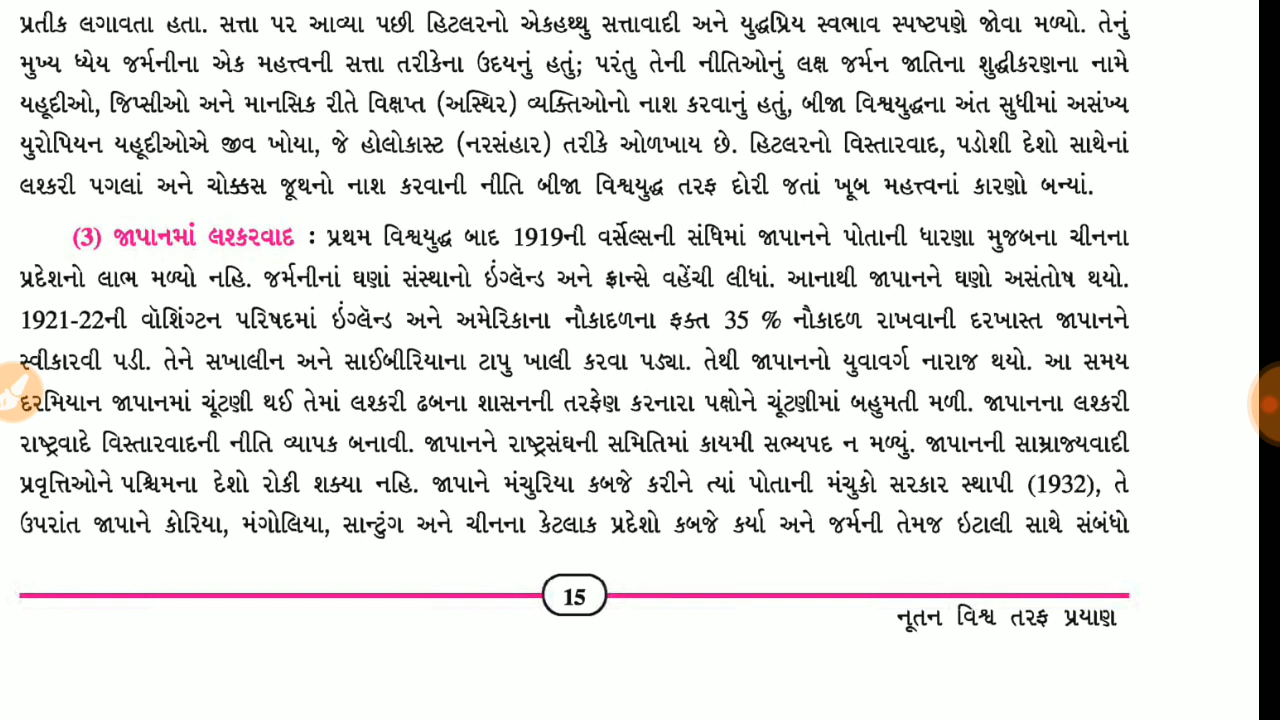 પ્રતીક લગાવતા હતા. સત્તા પર આવ્યા પછી હિટલરનો એકહથ્થુ સત્તાવાદી અને યુદ્ધપ્રિય સ્વભાવ સ્પષ્ટપણે જોવા મળ્યો. તેનું
મુખ્ય ધ્યેય જર્મનીના એક મહત્ત્વની સત્તા તરીકેના ઉદયનું હતું; પરંતુ તેની નીતિઓનું લક્ષ જર્મન જાતિના શુદ્ધીકરણના નામે
યહૂદીઓ, જિપ્સીઓ અને માનસિક રીતે વિક્ષપ્ત (અસ્થિર) વ્યક્તિઓનો નાશ કરવાનું હતું, બીજા વિશ્વયુદ્ધના અંત સુધીમાં અસંખ્ય
યુરોપિયન યહૂદીઓએ જીવ ખોયા, જે હોલોકાસ્ટ (નરસંહાર) તરીકે ઓળખાય છે. હિટલરનો વિસ્તારવાદ, પડોશી દેશો સાથેનાં
લશ્કરી પગલાં અને ચોક્કસ જૂથનો નાશ કરવાની નીતિ બીજા વિશ્વયુદ્ધ તરફ દોરી જતાં ખૂબ મહત્ત્વનાં કારણો બન્યાં.
(3) જાપાનમાં લશ્કરવાદ : પ્રથમ વિશ્વયુદ્ધ બાદ 1919ની વર્સેલ્સની સંધિમાં જાપાનને પોતાની ધારણા મુજબના ચીનના
પ્રદેશનો લાભ મળ્યો નહિ. જર્મનીનાં ઘણાં સંસ્થાનો ઇંગ્લૅન્ડ અને ફ્રાન્સે વહેંચી લીધાં. આનાથી જાપાનને ઘણો અસંતોષ થયો.
1921-22ની વૉશિંગ્ટન પરિષદમાં ઇંગ્લૅન્ડ અને અમેરિકાના નૌકાદળના ફક્ત 35 % નૌકાદળ રાખવાની દરખાસ્ત જાપાનને
સ્વીકારવી પડી. તેને સખાલીન અને સાઈબીરિયાના ટાપુ ખાલી કરવા પડ્યા. તેથી જાપાનનો યુવાવર્ગ નારાજ થયો. આ સમય
દરમિયાન જાપાનમાં ચૂંટણી થઈ તેમાં લશ્કરી ઢબના શાસનની તરફેણ કરનારા પક્ષોને ચૂંટણીમાં બહુમતી મળી. જાપાનના લશ્કરી
રાષ્ટ્રવાદે વિસ્તારવાદની નીતિ વ્યાપક બનાવી. જાપાનને રાષ્ટ્રસંઘની સમિતિમાં કાયમી સભ્યપદ ન મળ્યું. જાપાનની સામ્રાજ્યવાદી
પ્રવૃત્તિઓને પશ્ચિમના દેશો રોકી શક્યા નહિ. જાપાને મંચુરિયા કબજે કરીને ત્યાં પોતાની મંચુકો સરકાર સ્થાપી (1932), તે
ઉપરાંત જાપાને કોરિયા, મંગોલિયા, સાન્ટુંગ અને ચીનના કેટલાક પ્રદેશો કબજે કર્યા અને જર્મની તેમજ ઇટાલી સાથે સંબંધો
15
નૂતન વિશ્વ તરફ પ્રયાણ